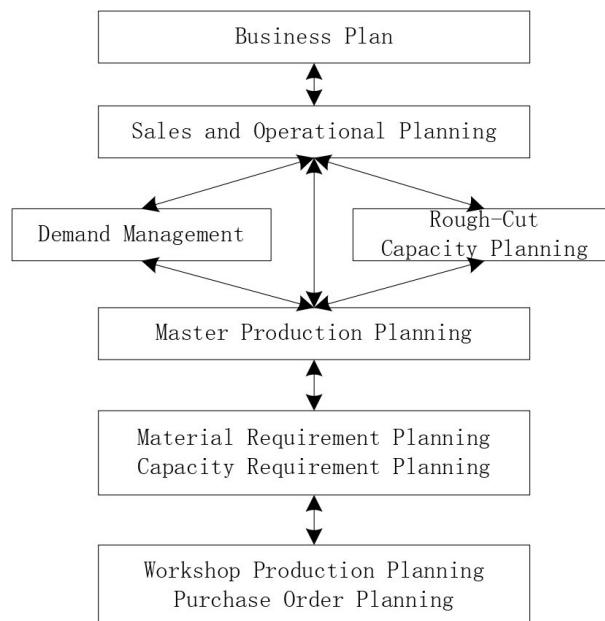 Business Plan
Sales and Operational Planning
Demand Management
Rough-Cut
Capacity Planning
Master Production Planning
Material Requirement Planning
Capacity Requirement Planning
Workshop Production Planning
Purchase Order Planning